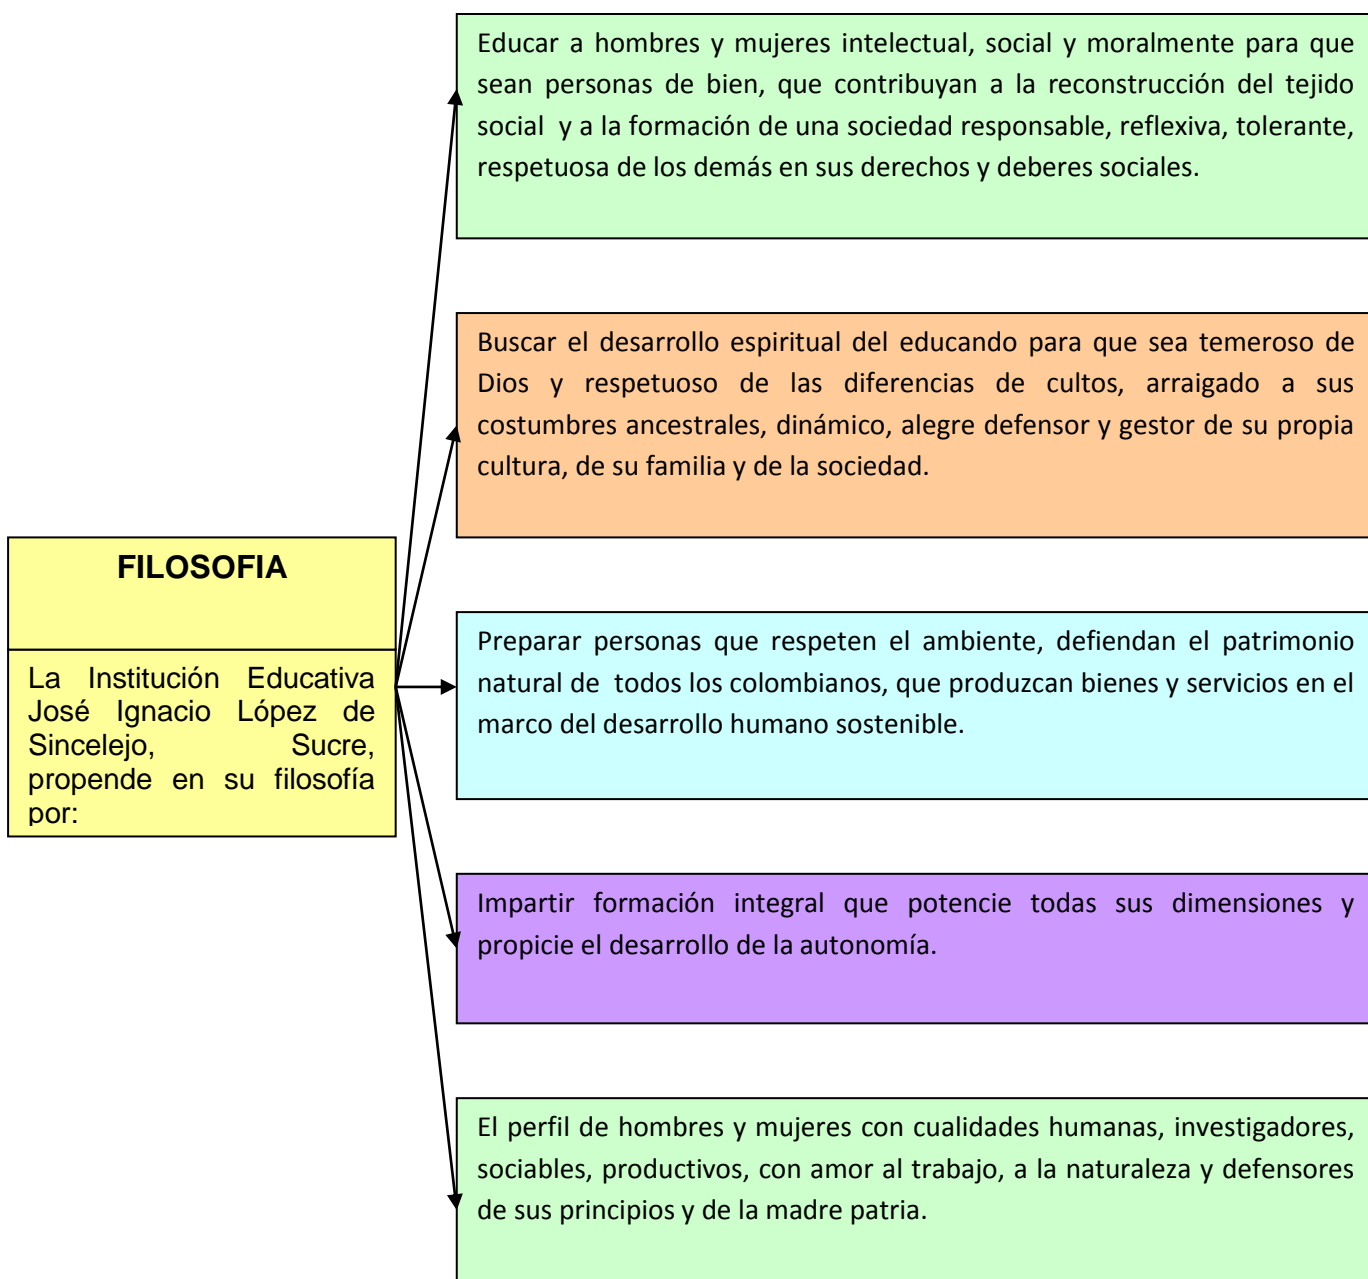 FILOSOFIA
La Institución Educativa
José Ignacio López de
Sincelejo, Sucre,
propende en su filosofía
por:
Educar a hombres y mujeres intelectual, social y moralmente para que
sean personas de bien, que contribuyan a la reconstrucción del tejido
social y a la formación de una sociedad responsable, reflexiva, tolerante,
respetuosa de los demás en sus derechos y deberes sociales.
Buscar el desarrollo espiritual del educando para que sea temeroso de
Dios y respetuoso de las diferencias de cultos, arraigado a sus
costumbres ancestrales, dinámico, alegre defensor y gestor de su propia
cultura, de su familia y de la sociedad.
Preparar personas que respeten el ambiente, defiendan el patrimonio
natural de todos los colombianos, que produzcan bienes y servicios en el
marco del desarrollo humano sostenible.
Impartir formación integral que potencie todas sus dimensiones y
propicie el desarrollo de la autonomía.
El perfil de hombres y mujeres con cualidades humanas, investigadores,
sociables, productivos, con amor al trabajo, a la naturaleza y defensores
de sus principios y de la madre patria.